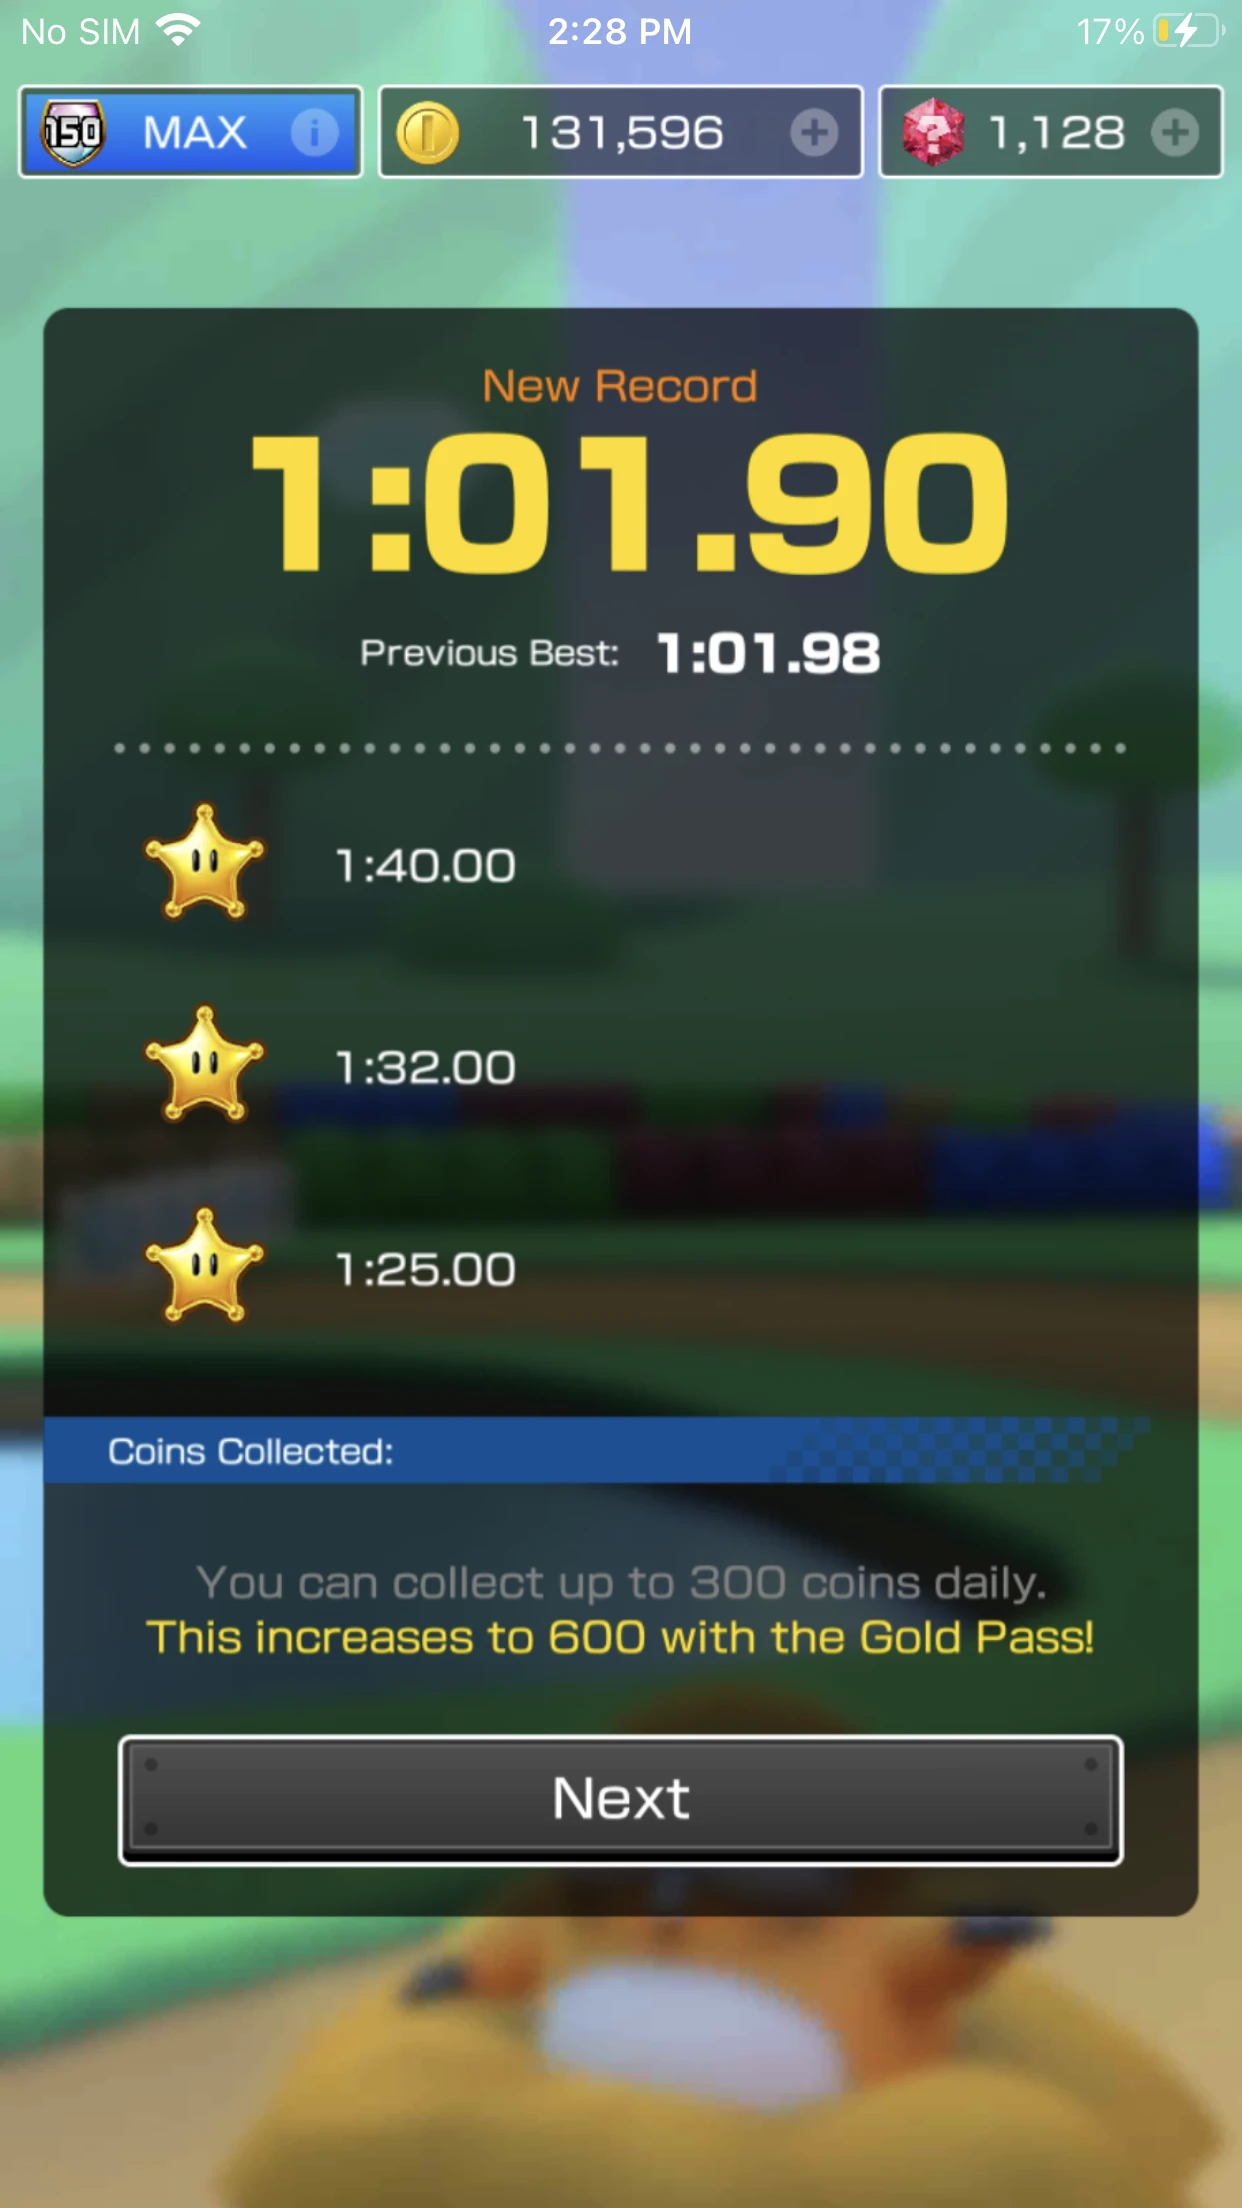 No SIM 2:28 PM 17%
150 MAX i 131,596 + ? 1,128 +
New Record
1:01.90
Previous Best: 1:01.98
1:40.00
1:32.00
1:25.00
Coins Collected:
You can collect up to 300 coins daily.
This increases to 600 with the Gold Pass!
Next